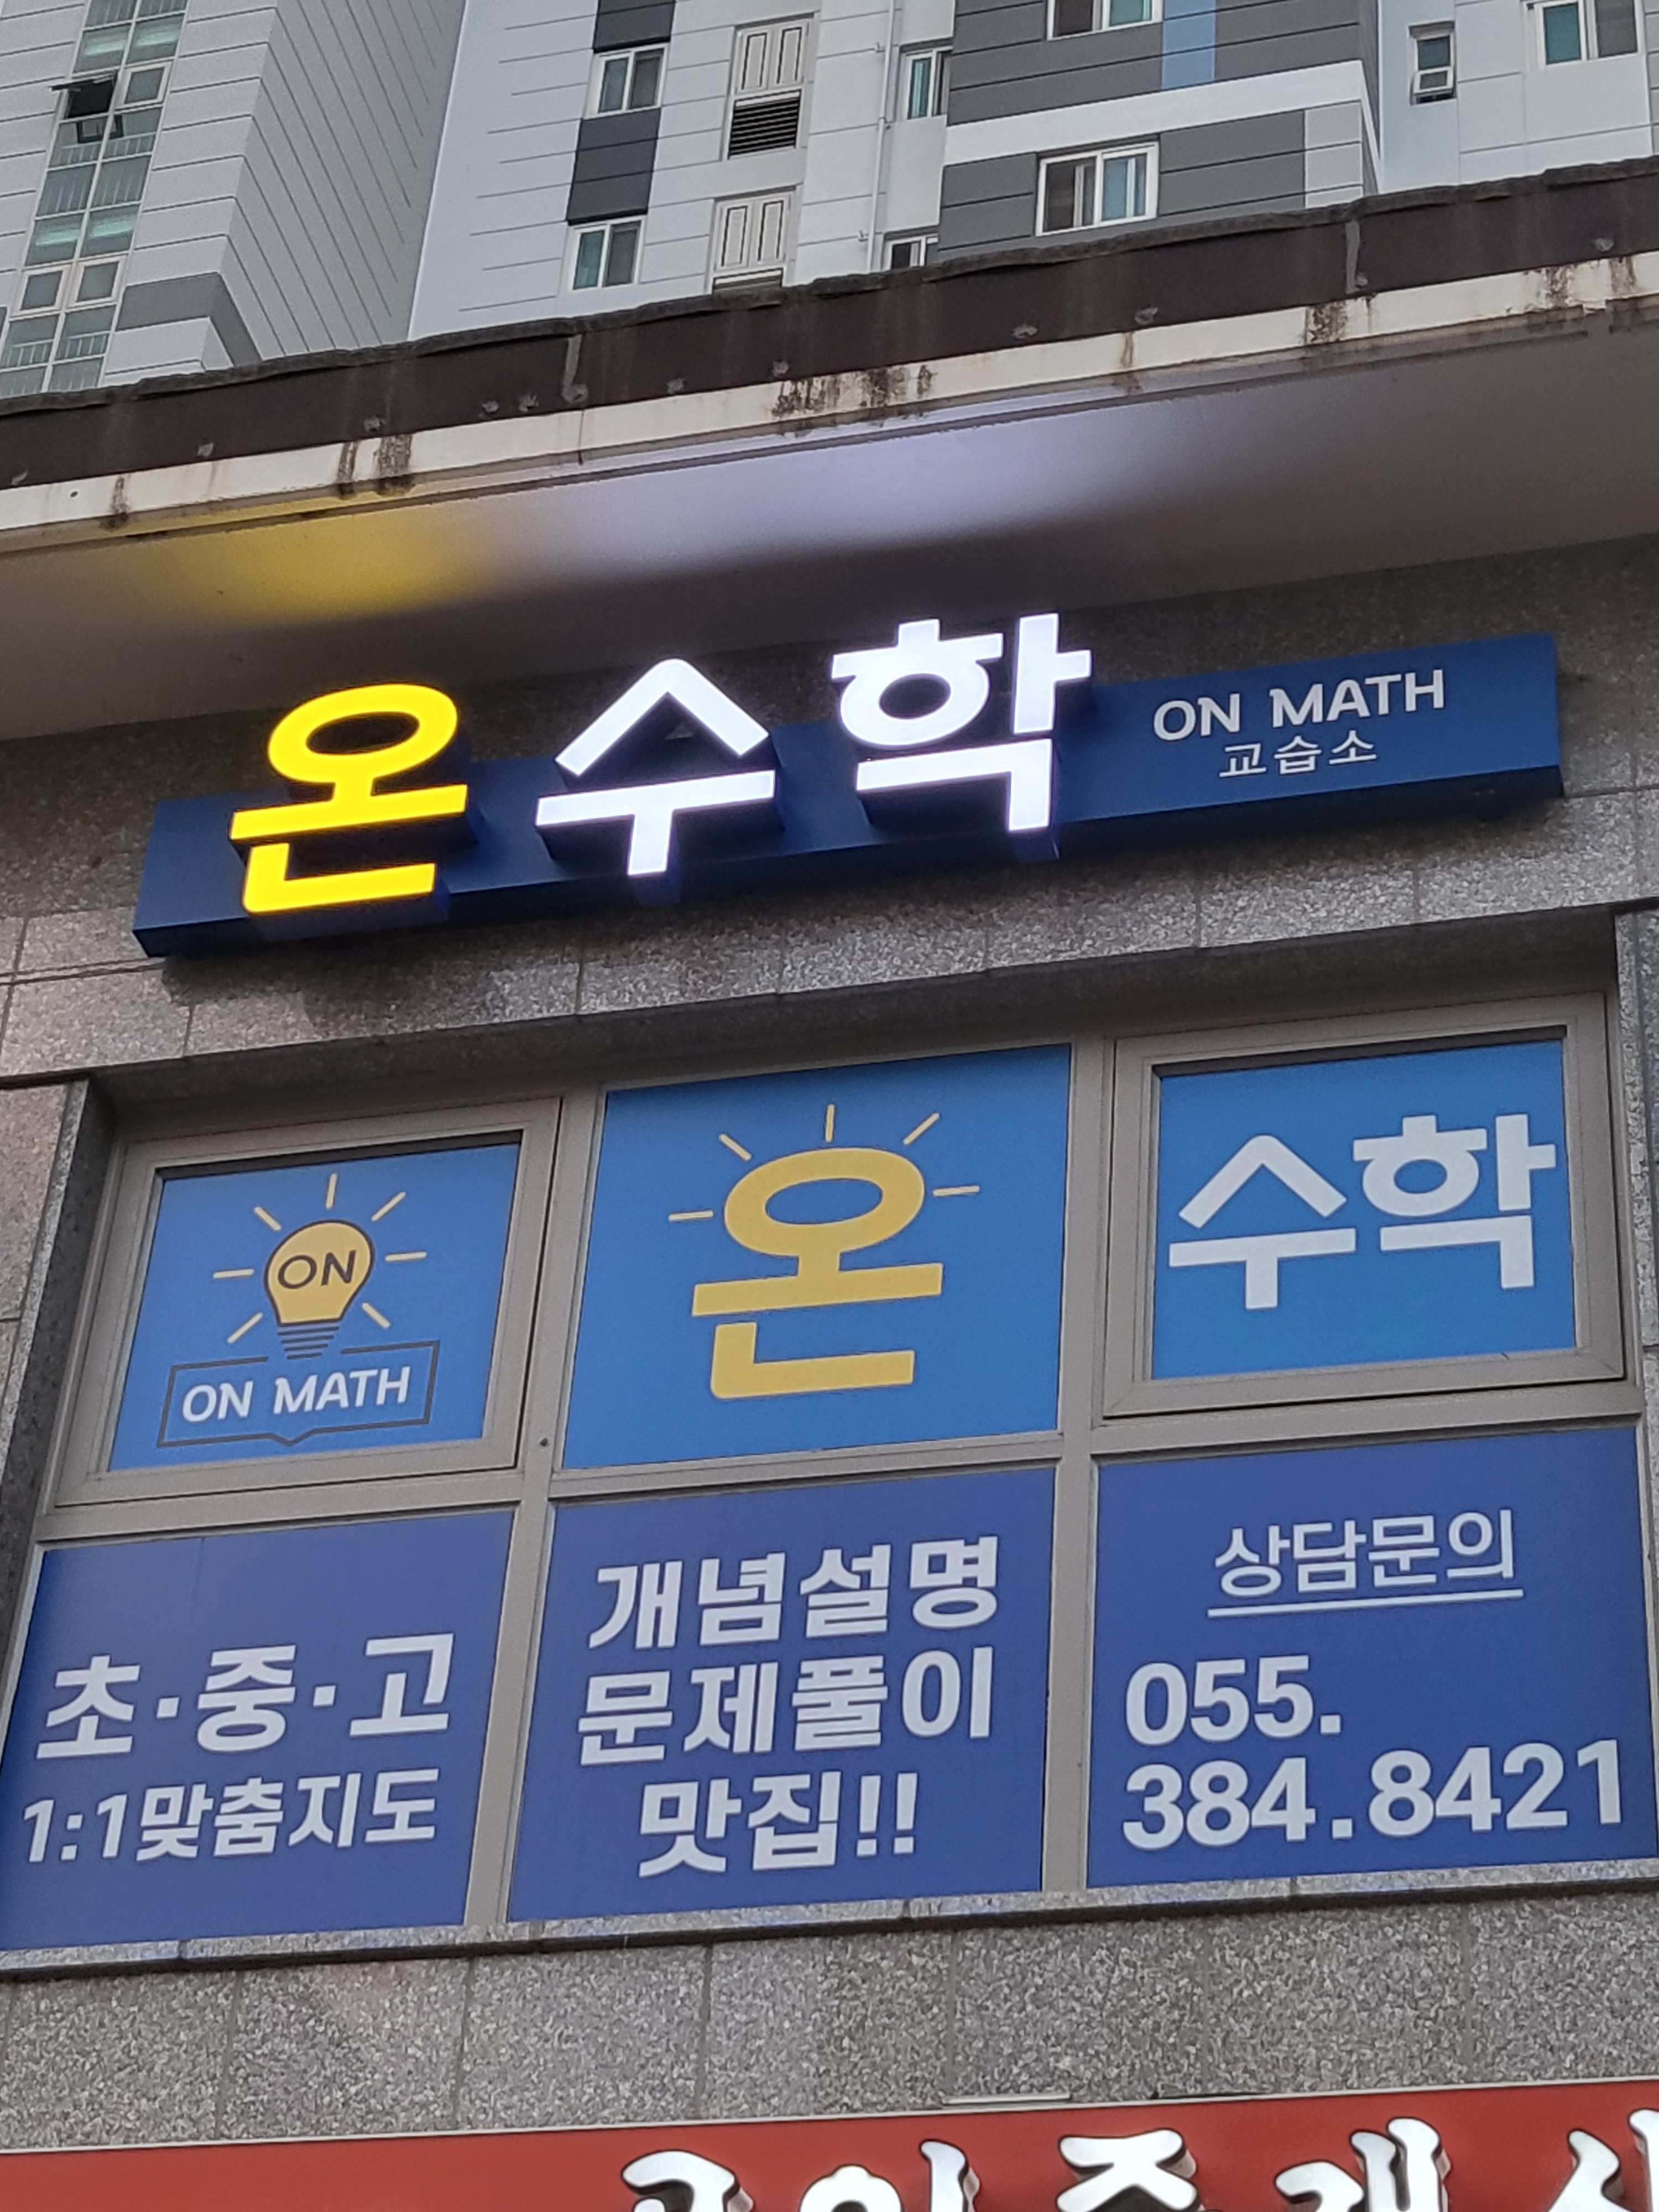 온수학 ON MATH
교습소
ON
ON MATH
온 수학
초·중·고
1:1맞춤지도
개념설명
문제풀이
맛집!!
상담문의
055.
384.8421